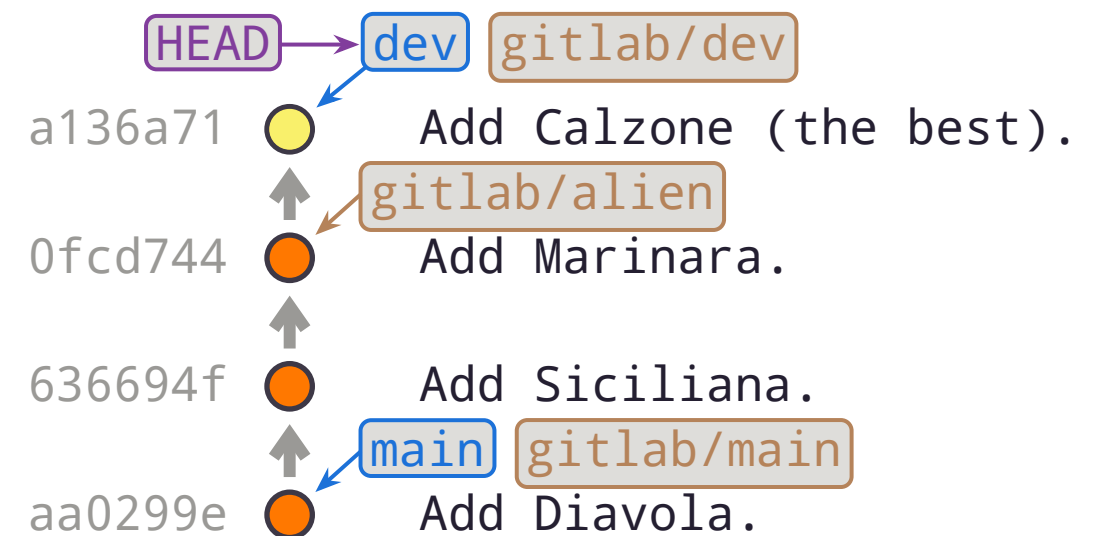 HEAD dev gitlab/dev
a136a71 Add Calzone (the best).
gitlab/alien
0fcd744 Add Marinara.
636694f Add Siciliana.
main gitlab/main
aa0299e Add Diavola.